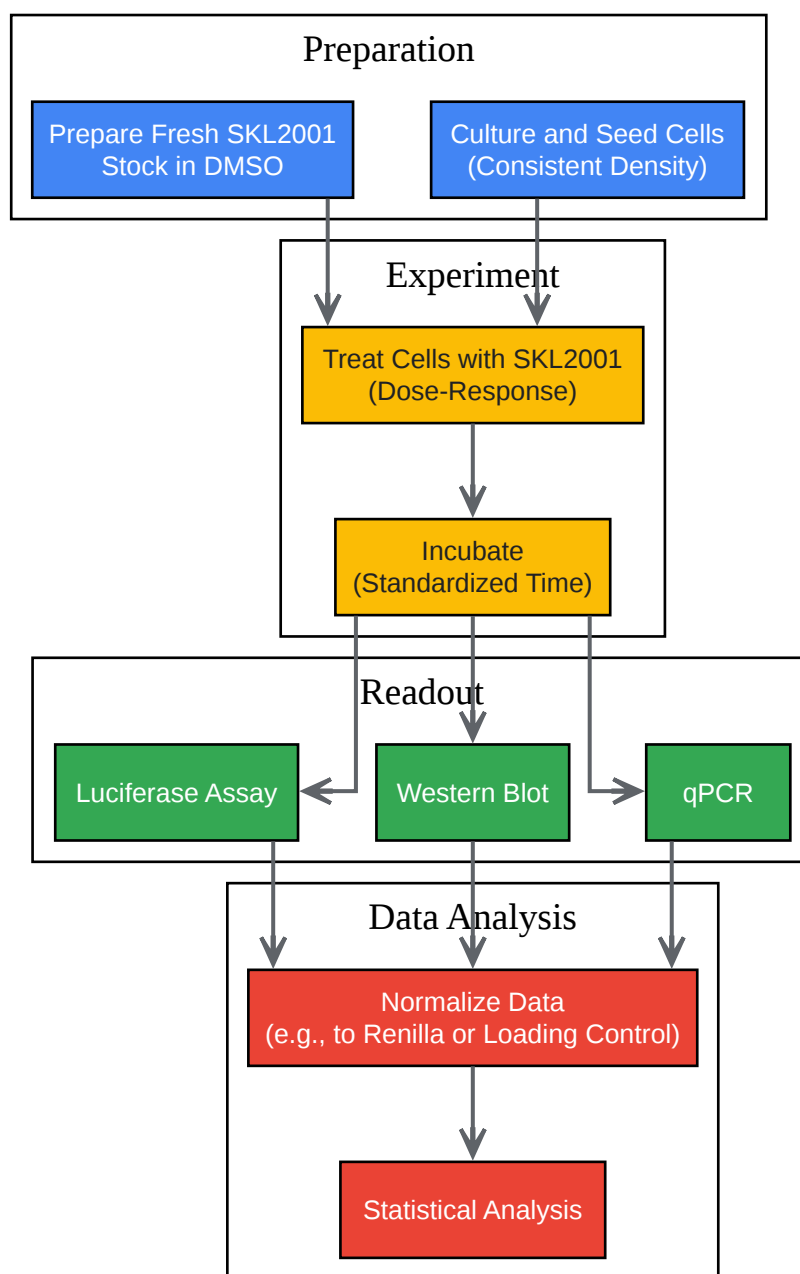 Preparation
Prepare Fresh SKL2001
Stock in DMSO
Culture and Seed Cells
(Consistent Density)
Experiment
Treat Cells with SKL2001
(Dose-Response)
Incubate
(Standardized Time)
Readout
Luciferase Assay
Western Blot
qPCR
Data Analysis
Normalize Data
(e.g., to Renilla or Loading Control)
Statistical Analysis